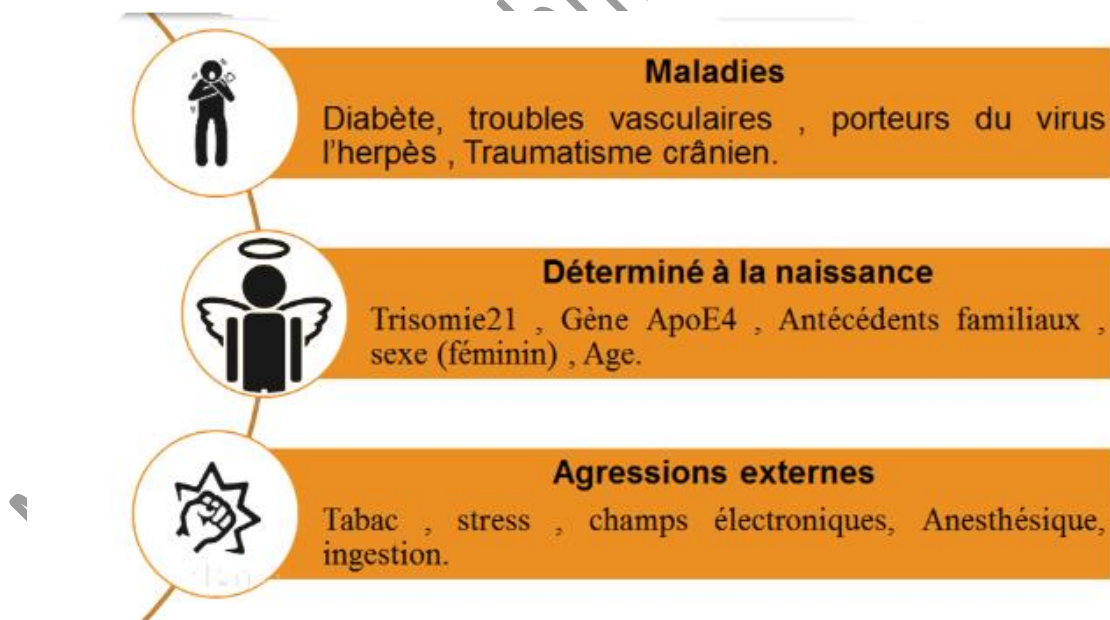 Maladies
Diabète, troubles vasculaires , porteurs du virus
l'herpès , Traumatisme crânien.
Déterminé à la naissance
Trisomie21 , Gène ApoE4 , Antécédents familiaux ,
sexe (féminin) , Age.
Agressions externes
Tabac , stress , champs électroniques, Anesthésique,
ingestion.